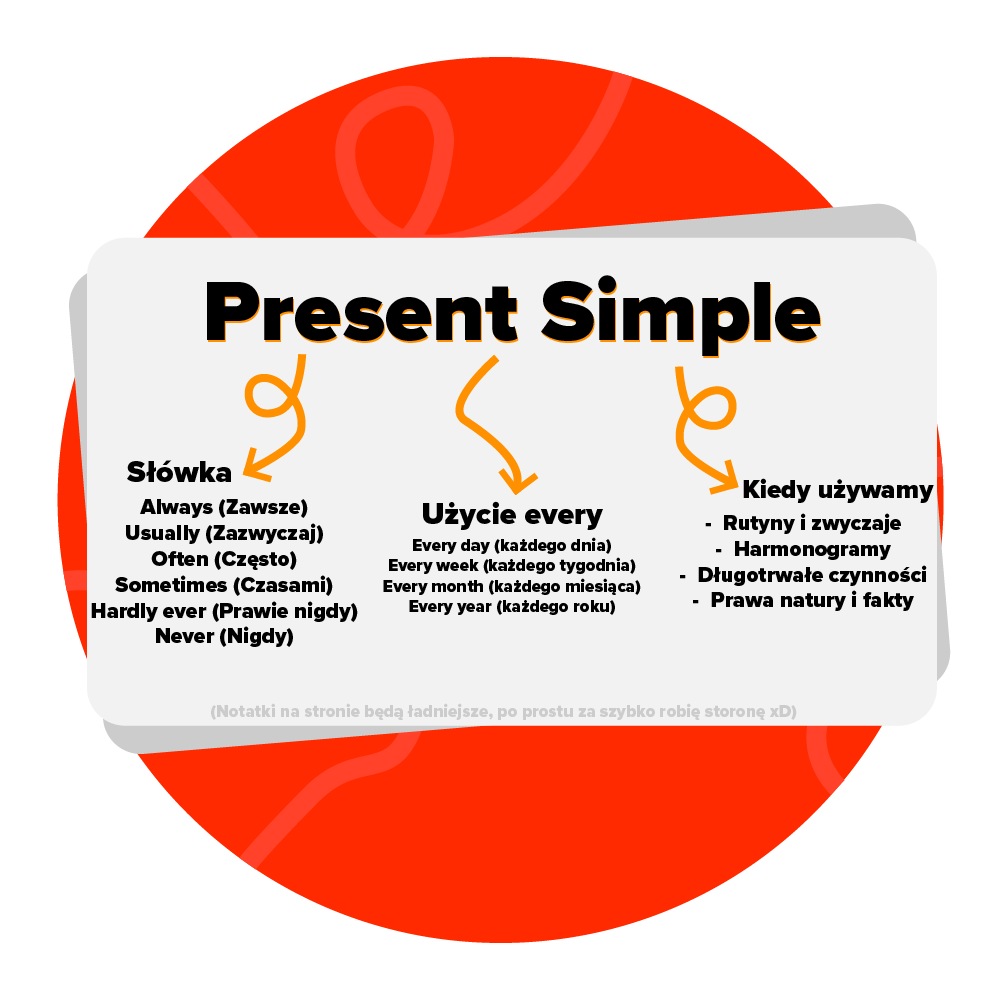 Present Simple
Słówka
Always (Zawsze)
Usually (Zazwyczaj)
Often (Często)
Sometimes (Czasami)
Hardly ever (Prawie nigdy)
Never (Nigdy)
Użycie every
Every day (każdego dnia)
Every week (każdego tygodnia)
Every month (każdego miesiąca)
Every year (każdego roku)
Kiedy używamy
- Rutyny i zwyczaje
- Harmonogramy
- Długotrwałe czynności
- Prawa natury i fakty
(Notatki na stronie będą ładniejsze, po prostu za szybko robię storonę xD)